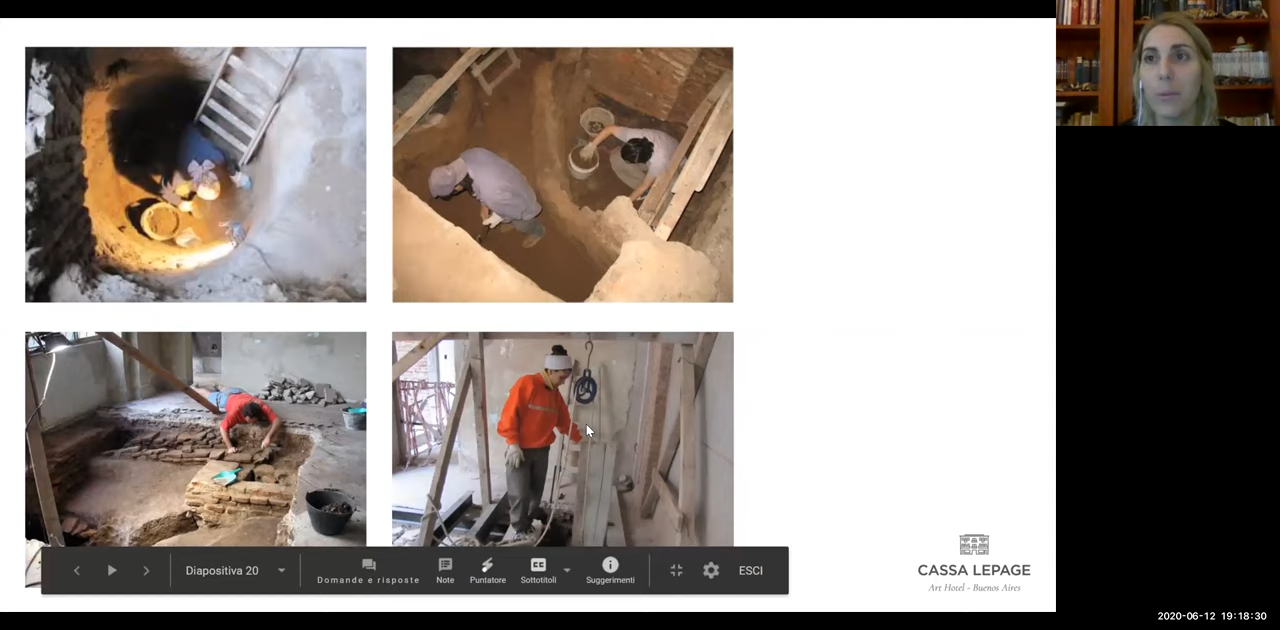 Diapositiva 20
Domande e risposte
Note
Puntatore
CC
Sottotitoli
Suggerimenti
ESCI
CASSA LEPAGE
Art Hotel - Buenos Aires
2020-06-12 19:18:30